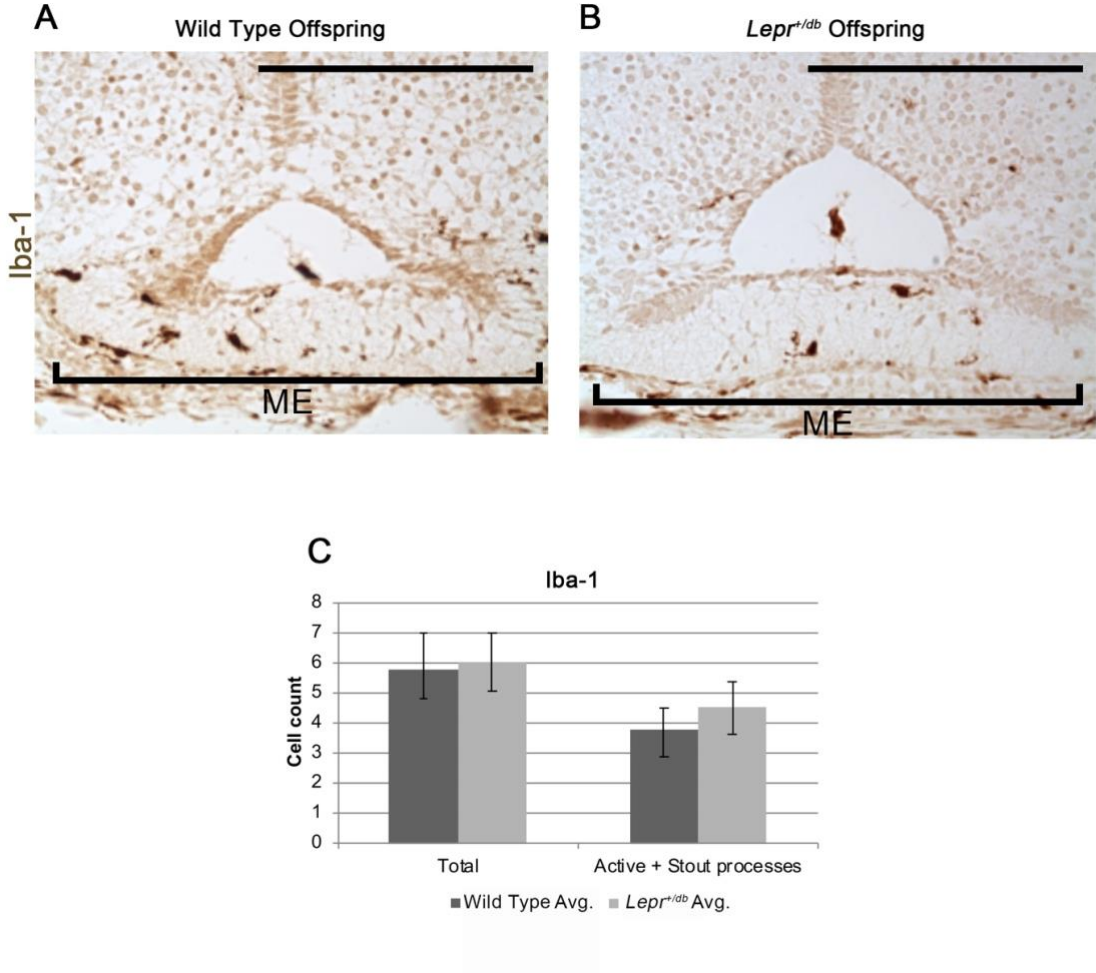 A
Wild Type Offspring
B
Lepr+/db Offspring
Iba-1
ME
ME
C
Iba-1
8
7
6
5
4
3
2
1
0
Cell count
Total
Active + Stout processes
Wild Type Avg.
Lepr+/db Avg.